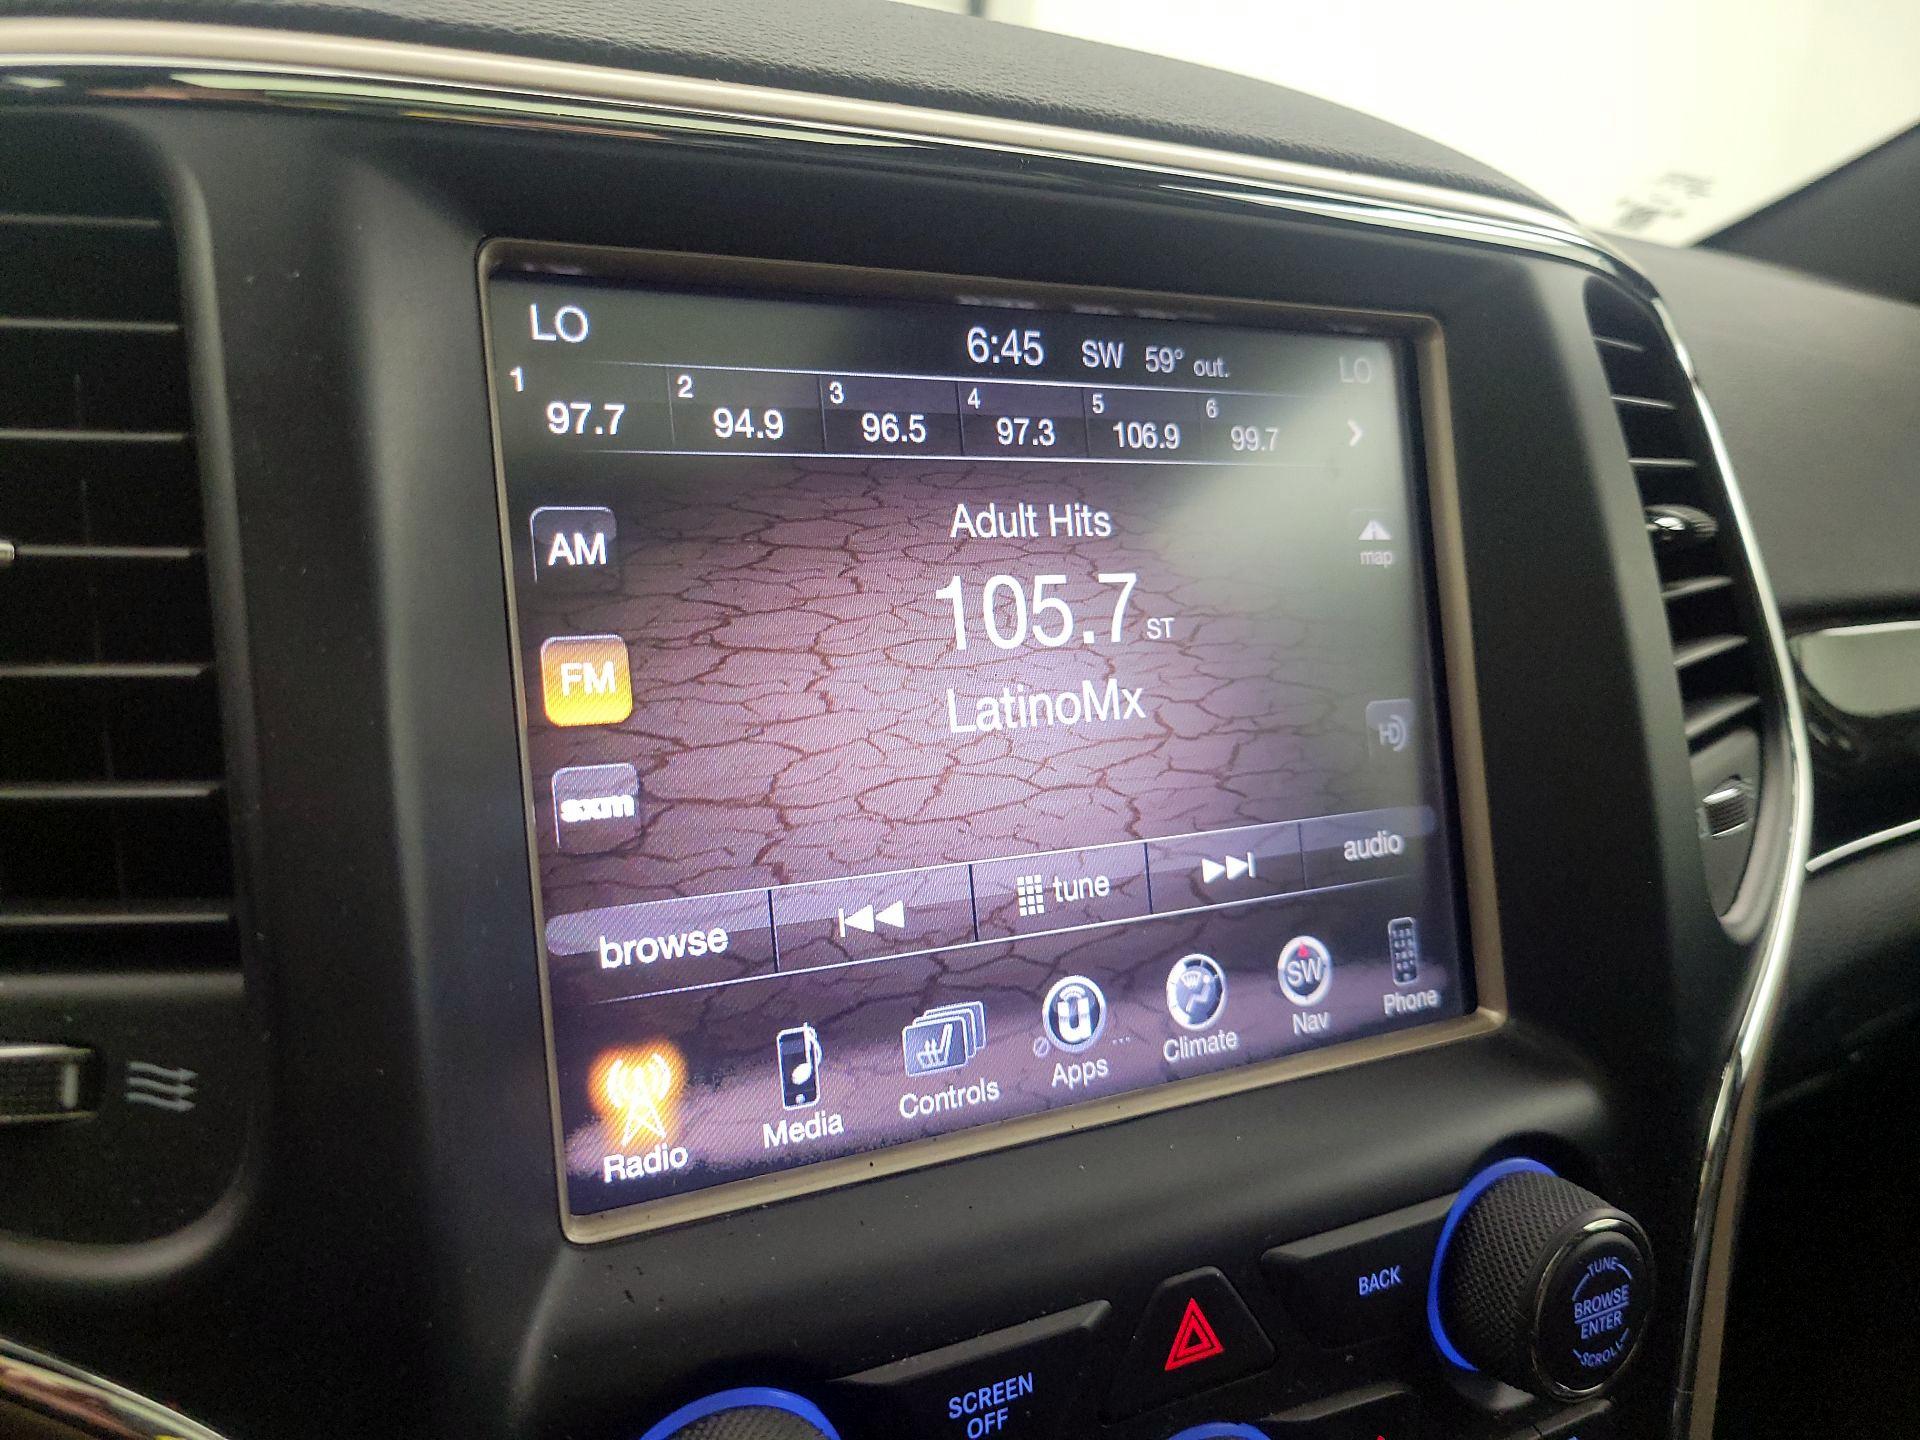 LO 6:45 SW 59° out. LO
1 2 3 4 5 6
97.7 94.9 96.5 97.3 106.9 99.7
AM
Adult Hits
map
105.7 ST
FM
LatinoMx
HD
sxm
browse tune audio
Radio Media Controls Apps Climate SW Nav Phone
BACK
TUNE
BROWSE
ENTER
SCROLL
SCREEN
OFF